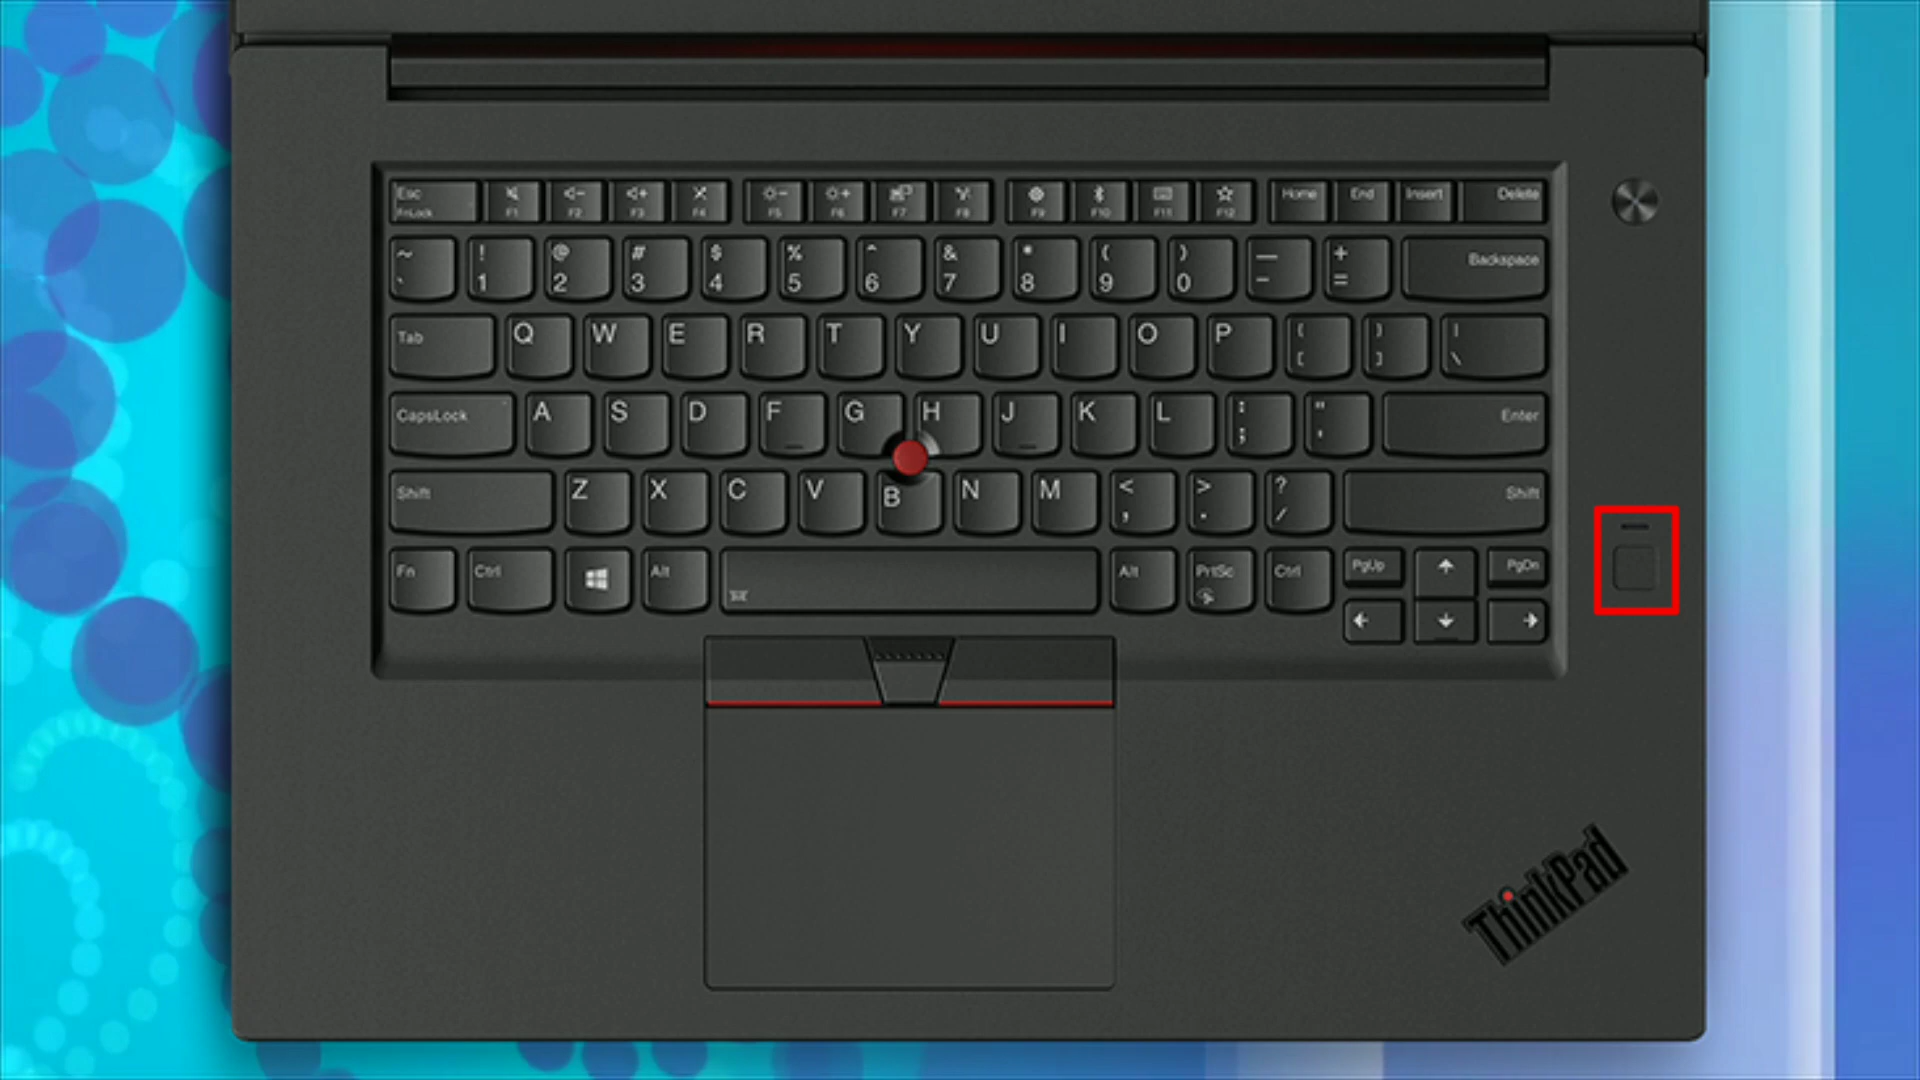 Esc Home End Insert Delete
FnLock F1 F2 F3 F4 F5 F6 F7 F8 F9 F10 F11 F12
~ ! @ # $ % ^ & * ( ) — + Backspace
` 1 2 3 4 5 6 7 8 9 0 - =
Tab Q W E R T Y U I O P { } |
[ ] \
CapsLock A S D F G H J K L : " Enter
; '
Shift Z X C V B N M < > ? Shift
, . /
Fn Ctrl Alt Alt PrtSc Ctrl PgUp ↑ PgDn
← ↓ →
ThinkPad